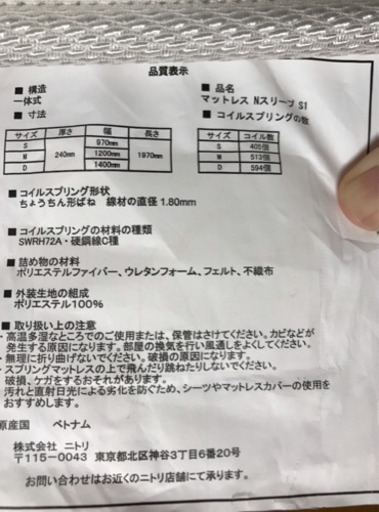 品質表示
■ 構造
一体式
■ 寸法
サイズ 厚さ 幅 長さ
S 240mm 970mm 1970mm
M 1200mm
D 1400mm
■ 品名
マットレス Nスリープ S1
■ コイルスプリングの数
サイズ コイル数
S 405個
M 513個
D 594個
■ コイルスプリング形状
ちょうちん形ばね 線材の直径 1.80mm
■ コイルスプリングの材料の種類
SWRH72A・硬鋼線C種
■ 詰め物の材料
ポリエステルファイバー、ウレタンフォーム、フェルト、不織布
■ 外装生地の組成
ポリエステル100%
■ 取り扱い上の注意
・高温多湿なところでのご使用または、保管はさけてください。カビなどが
発生する原因になります。部屋の換気を行い風通しをよくしてください。
・無理に折り曲げないでください。破損の原因になります。
・スプリングマットレスの上で飛んだり跳ねたりしないでください。
破損、ケガをするおそれがあります。
汚れと直射日光による劣化を防ぐため、シーツやマットレスカバーの使用を
おすすめします。
原産国 ベトナム
株式会社 ニトリ
〒115-0043 東京都北区神谷3丁目6番20号
お問い合わせはお近くのニトリ店舗にて承ります。